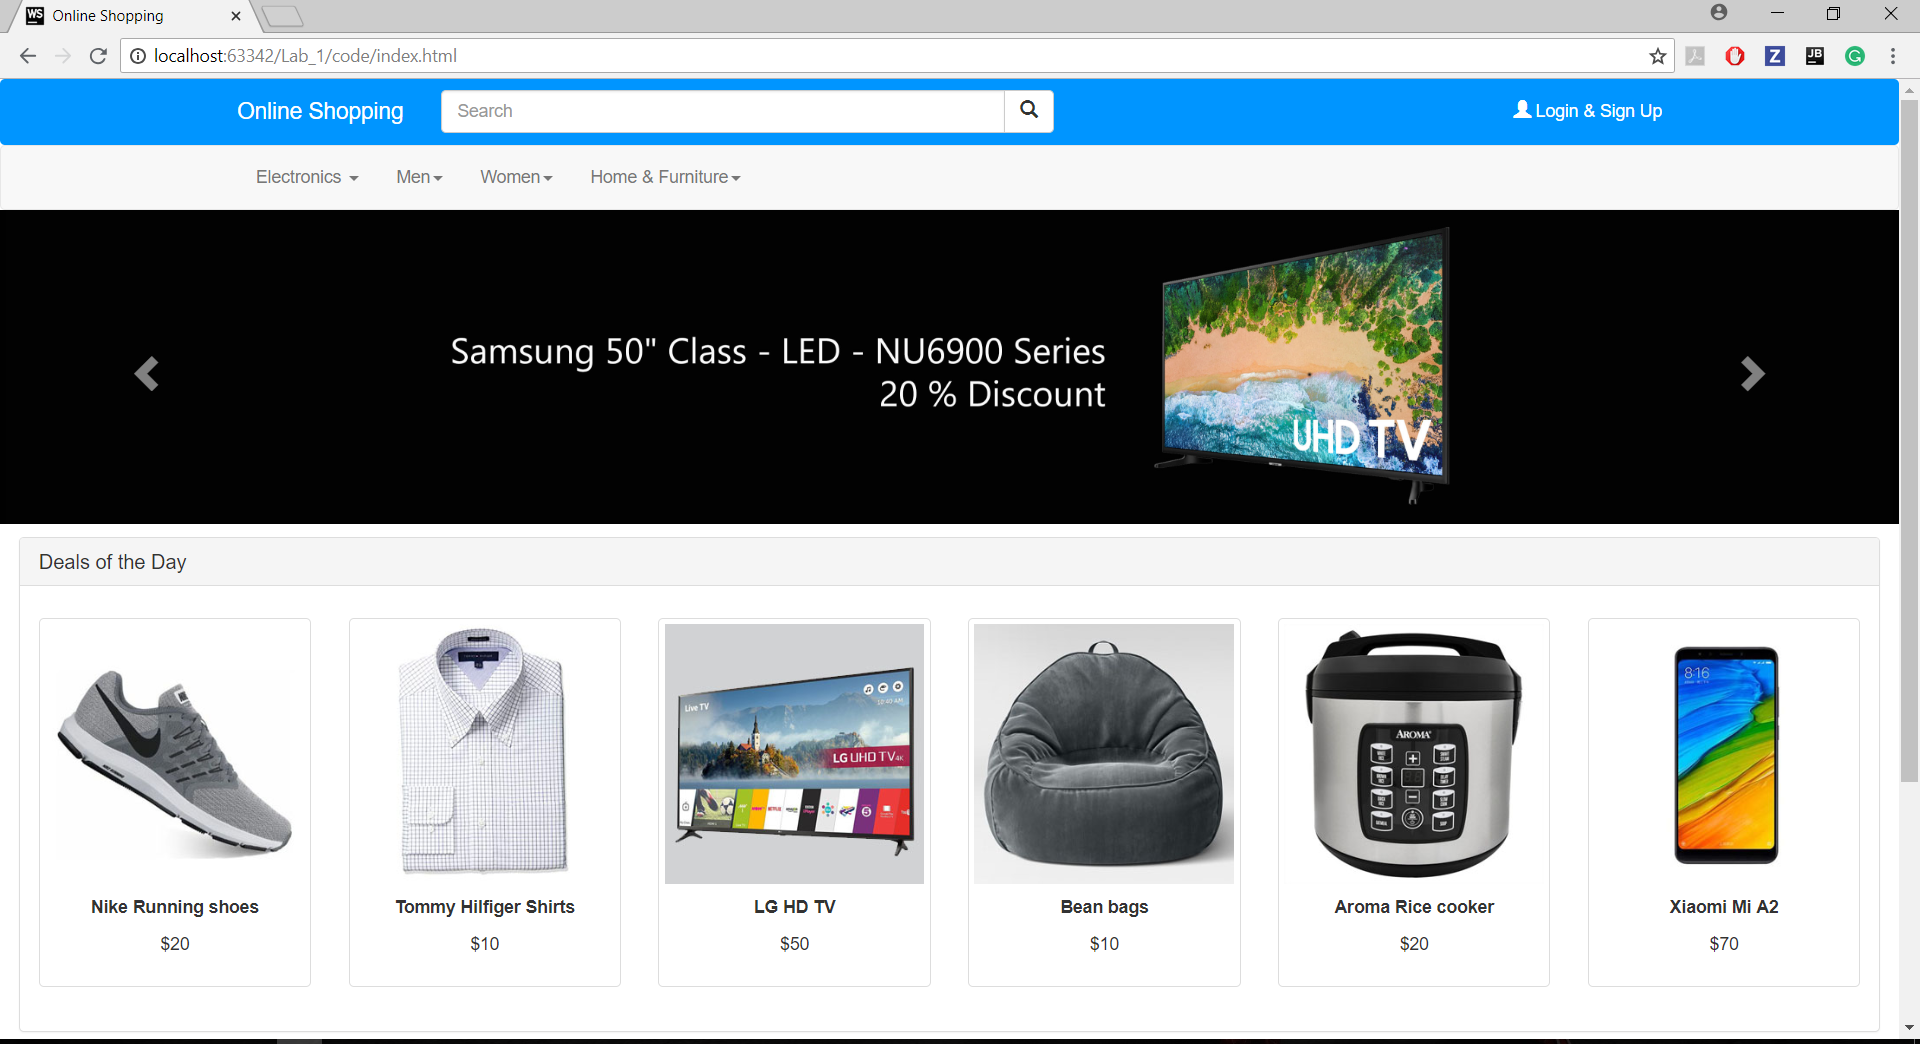 WS Online Shopping
localhost:63342/Lab_1/code/index.html
Z
JB
G
Online Shopping
Search
Login & Sign Up
Electronics
Men
Women
Home & Furniture
Samsung 50" Class - LED - NU6900 Series
20 % Discount
UHD TV
Deals of the Day
Live TV
LG UHD TV 4K
AROMA
8:16
Nike Running shoes
Tommy Hilfiger Shirts
LG HD TV
Bean bags
Aroma Rice cooker
Xiaomi Mi A2
$20
$10
$50
$10
$20
$70